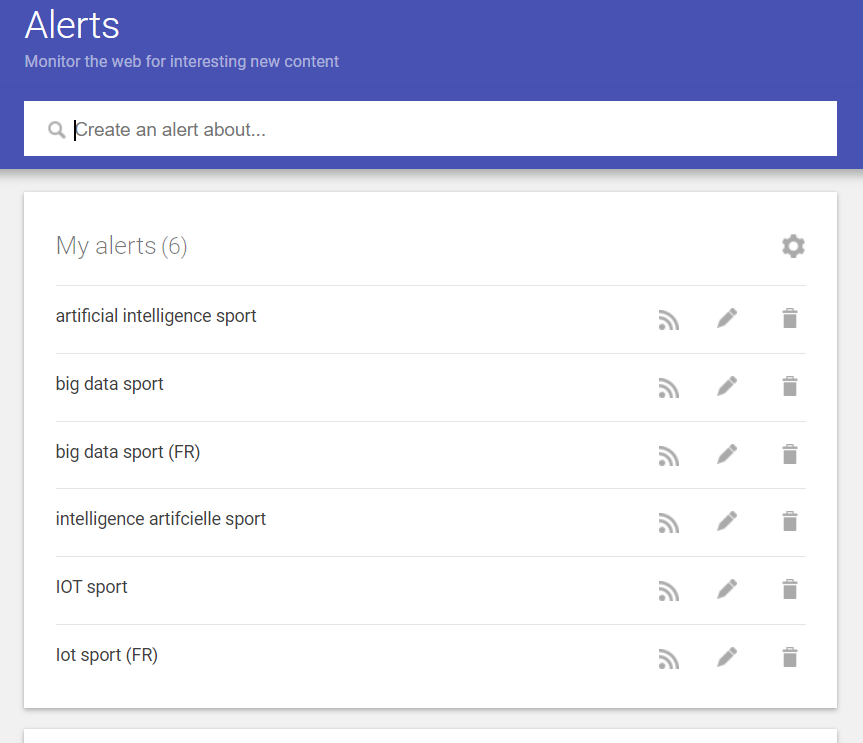 Alerts
Monitor the web for interesting new content
Create an alert about...
My alerts (6)
artificial intelligence sport
big data sport
big data sport (FR)
intelligence artifcielle sport
IOT sport
Iot sport (FR)